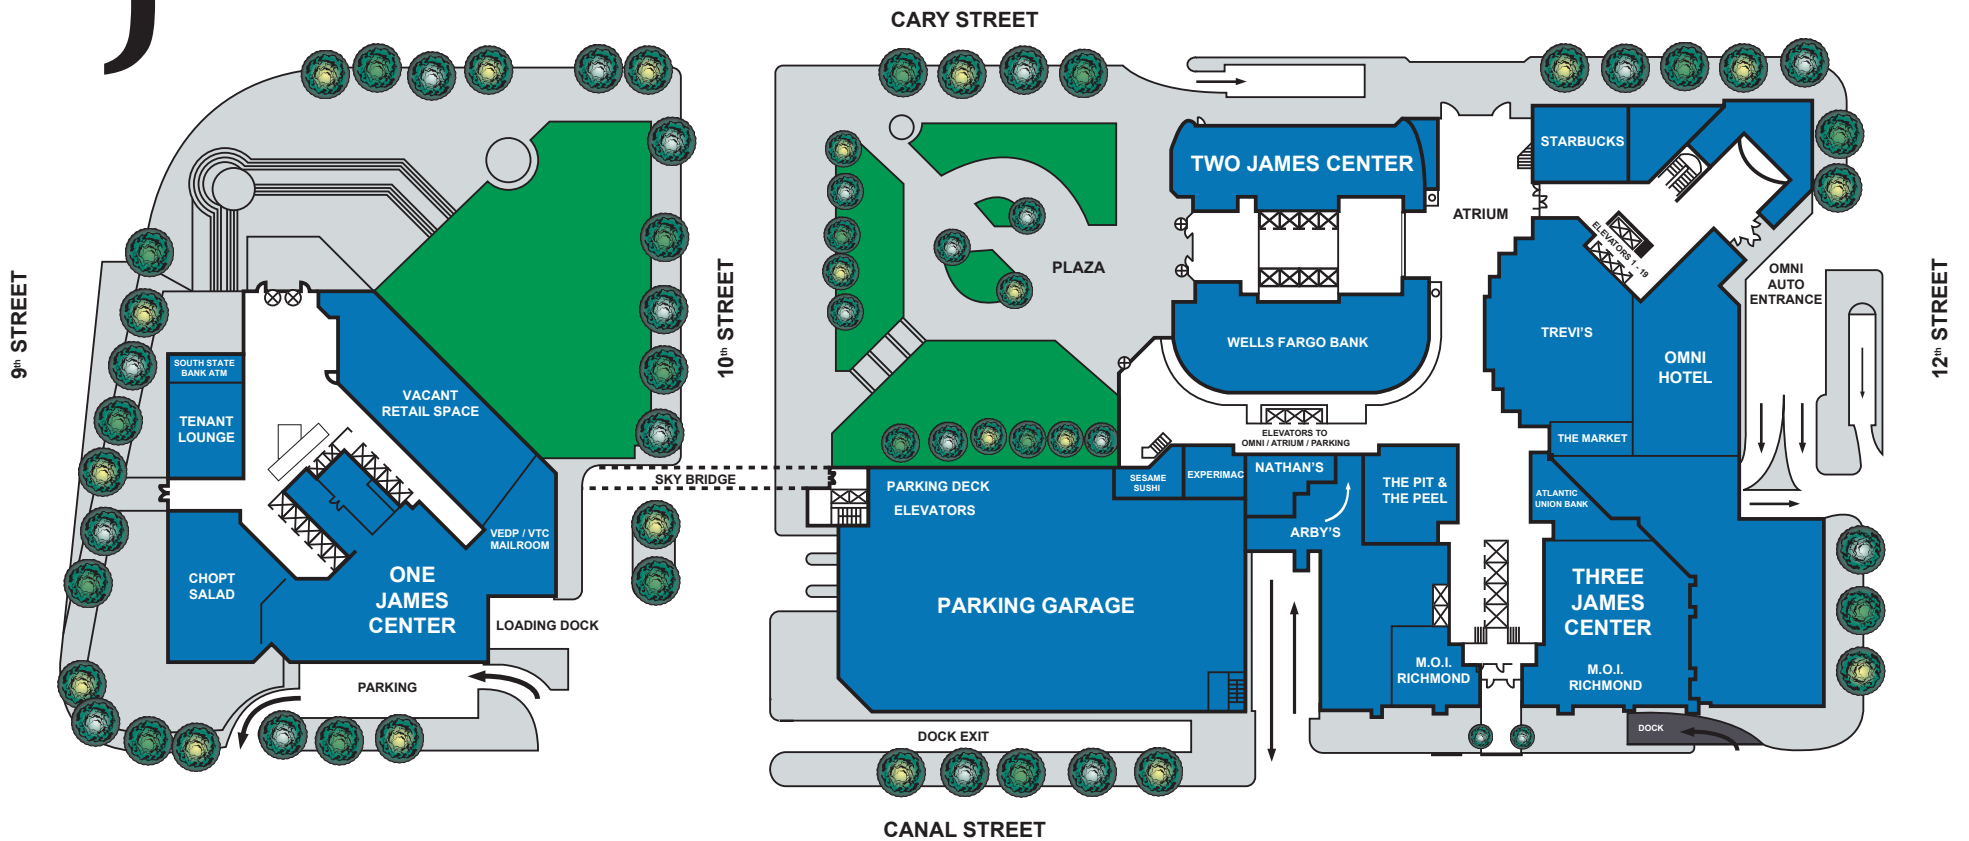 CARY STREET
9th STREET
10th STREET
12th STREET
TWO JAMES CENTER
STARBUCKS
ATRIUM
ELEVATORS 1 - 19
PLAZA
OMNI
AUTO
ENTRANCE
WELLS FARGO BANK
TREVI'S
OMNI
HOTEL
SOUTH STATE
BANK ATM
TENANT
LOUNGE
VACANT
RETAIL SPACE
ELEVATORS TO
OMNI / ATRIUM / PARKING
THE MARKET
SKY BRIDGE
PARKING DECK
ELEVATORS
SESAME
SUSHI
EXPERIMAC
NATHAN'S
THE PIT &
THE PEEL
ATLANTIC
UNION BANK
ARBY'S
VEDP / VTC
MAILROOM
CHOPT
SALAD
ONE
JAMES
CENTER
LOADING DOCK
PARKING GARAGE
THREE
JAMES
CENTER
M.O.I.
RICHMOND
M.O.I.
RICHMOND
PARKING
DOCK EXIT
DOCK
CANAL STREET